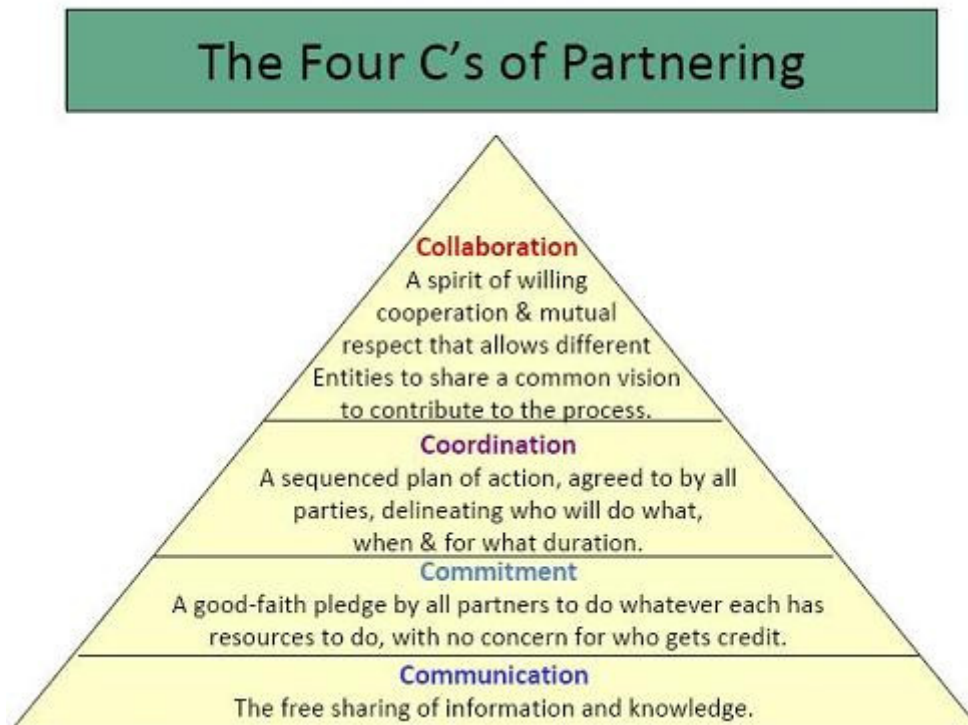 The Four C's of Partnering
Collaboration
A spirit of willing
cooperation & mutual
respect that allows different
Entities to share a common vision
to contribute to the process.
Coordination
A sequenced plan of action, agreed to by all
parties, delineating who will do what,
when & for what duration.
Commitment
A good-faith pledge by all partners to do whatever each has
resources to do, with no concern for who gets credit.
Communication
The free sharing of information and knowledge.